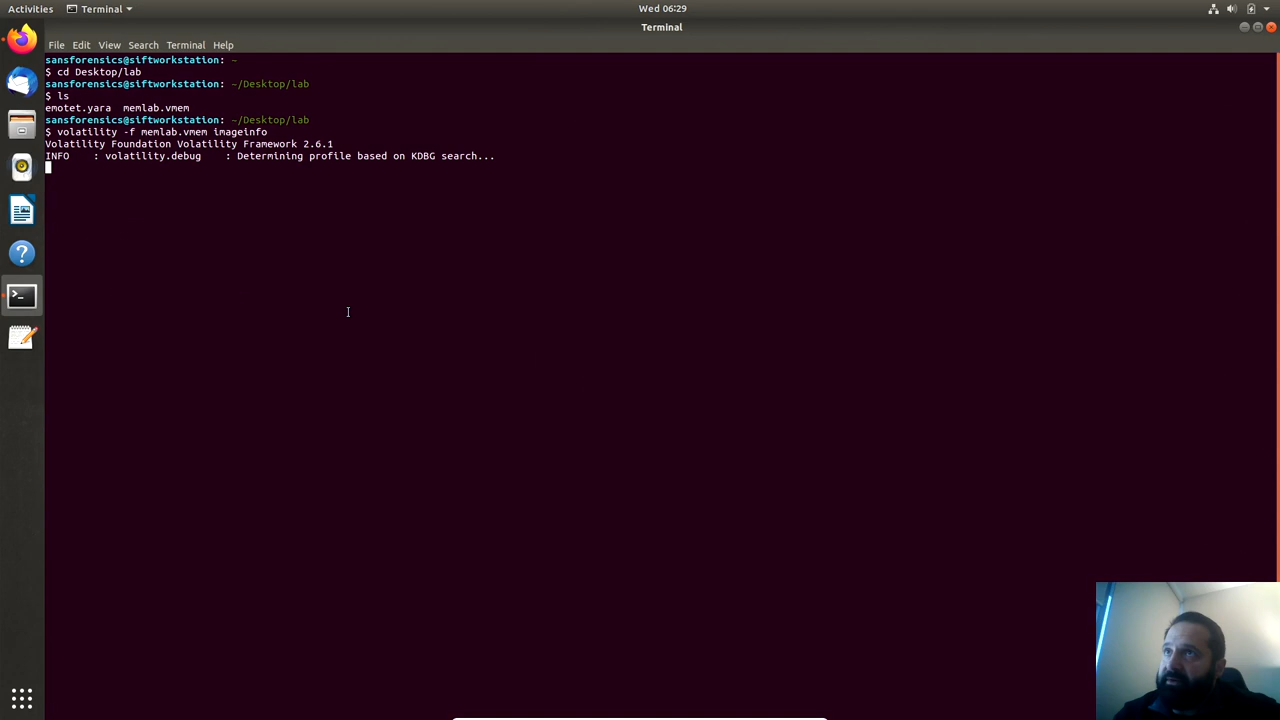 Activities Terminal Wed 06:29
Terminal
File Edit View Search Terminal Help
sansforensics@siftworkstation: ~
$ cd Desktop/lab
sansforensics@siftworkstation: ~/Desktop/lab
$ ls
emotet.yara  memlab.vmem
sansforensics@siftworkstation: ~/Desktop/lab
$ volatility -f memlab.vmem imageinfo
Volatility Foundation Volatility Framework 2.6.1
INFO    : volatility.debug    : Determining profile based on KDBG search...